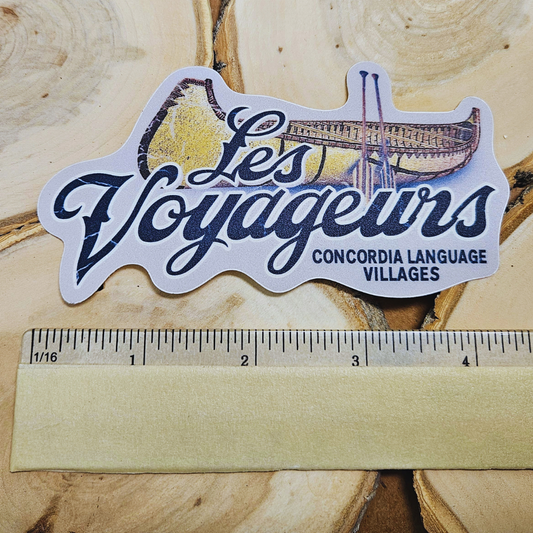 Les
Voyageurs
CONCORDIA LANGUAGE
VILLAGES
1/16 1 2 3 4